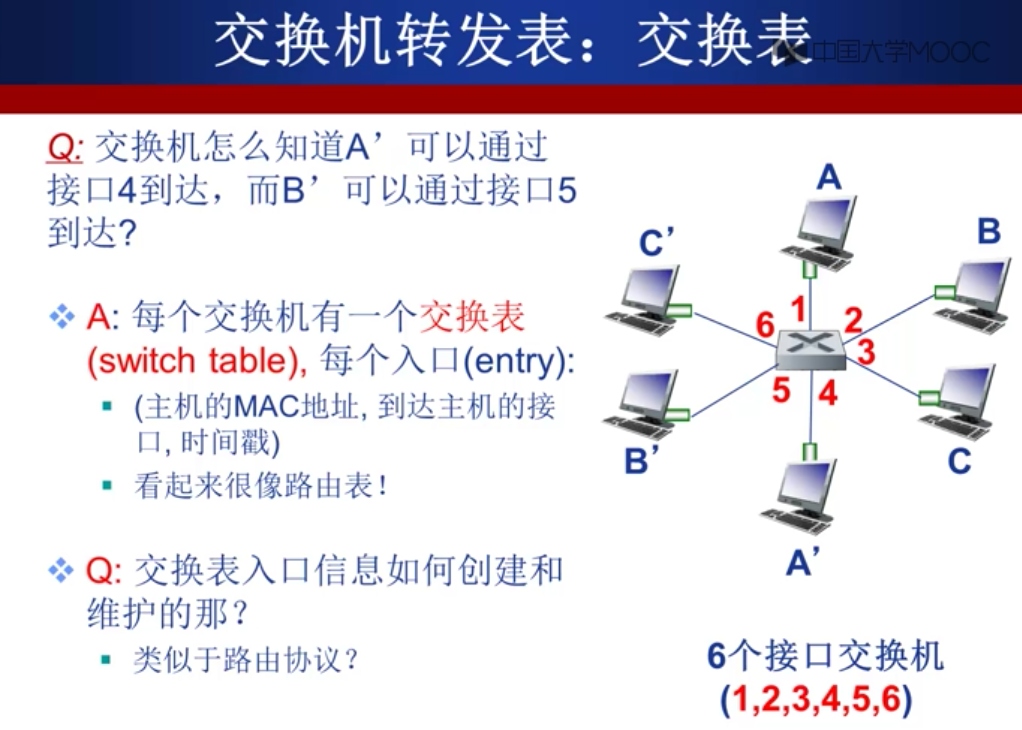 交换机转发表：交换表
中国大学MOOC
Q: 交换机怎么知道A’可以通过
接口4到达，而B’可以通过接口5
到达?
A: 每个交换机有一个交换表
(switch table), 每个入口(entry):
(主机的MAC地址, 到达主机的接
口, 时间戳)
看起来很像路由表！
Q: 交换表入口信息如何创建和
维护的那？
类似于路由协议？
A
B
C’
1
6
2
3
5
4
B’
C
A’
6个接口交换机
(1,2,3,4,5,6)